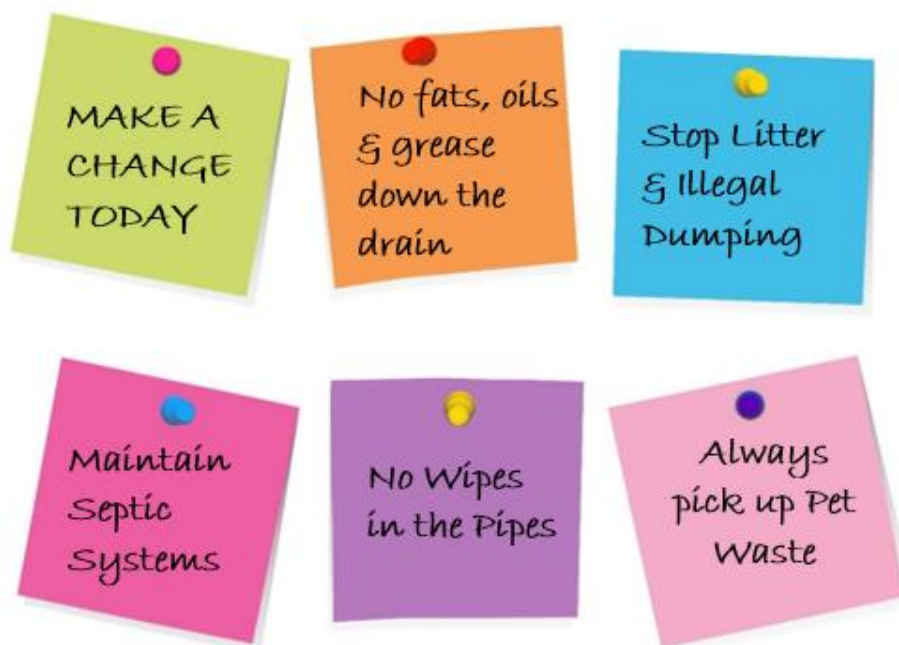 MAKE A
CHANGE
TODAY
No fats, oils
& grease
down the
drain
Stop Litter
& Illegal
Dumping
Maintain
Septic
Systems
No Wipes
in the Pipes
Always
pick up Pet
Waste